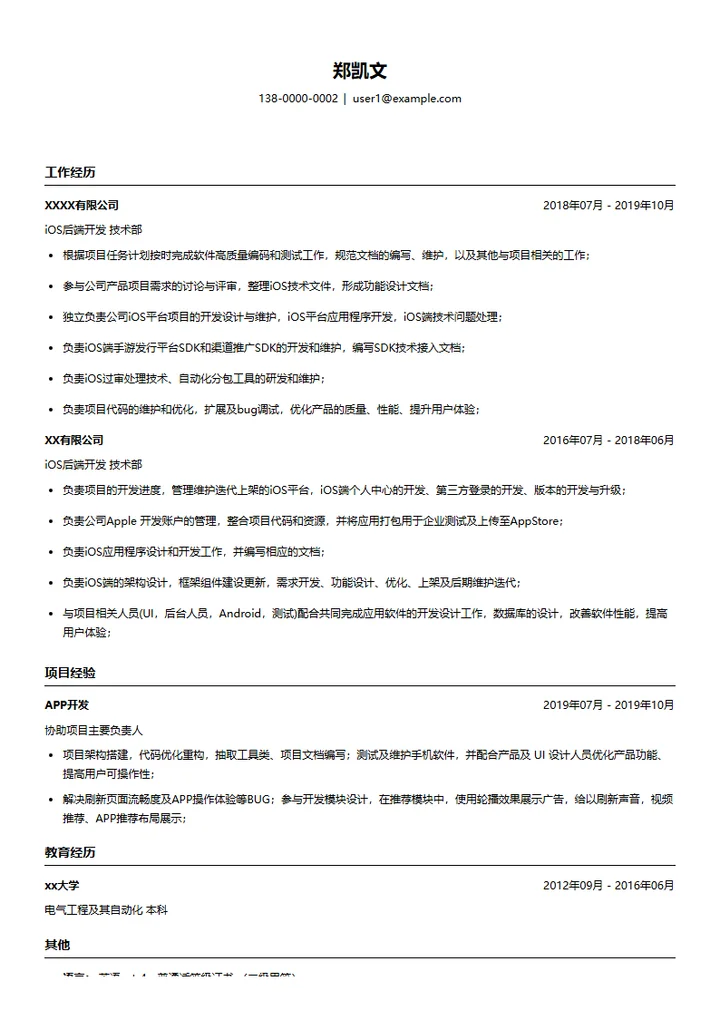 郑凯文
138-0000-0002 | user1@example.com
工作经历
XXXX有限公司 2018年07月 - 2019年10月
iOS后端开发 技术部
• 根据项目任务计划按时完成软件高质量编码和测试工作，规范文档的编写、维护，以及其他与项目相关的工作；
• 参与公司产品项目需求的讨论与评审，整理iOS技术文件，形成功能设计文档；
• 独立负责公司iOS平台项目的开发设计与维护，iOS平台应用程序开发，iOS端技术问题处理；
• 负责iOS端手游发行平台SDK和渠道推广SDK的开发和维护，编写SDK技术接入文档；
• 负责iOS过审处理技术、自动化分包工具的研发和维护；
• 负责项目代码的维护和优化，扩展及bug调试，优化产品的质量、性能、提升用户体验；
XX有限公司 2016年07月 - 2018年06月
iOS后端开发 技术部
• 负责项目的开发进度，管理维护迭代上架的iOS平台，iOS端个人中心的开发、第三方登录的开发、版本的开发与升级；
• 负责公司Apple 开发账户的管理，整合项目代码和资源，并将应用打包用于企业测试及上传至AppStore；
• 负责iOS应用程序设计和开发工作，并编写相应的文档；
• 负责iOS端的架构设计，框架组件建设更新，需求开发、功能设计、优化、上架及后期维护迭代；
• 与项目相关人员(UI，后台人员，Android，测试)配合共同完成应用软件的开发设计工作，数据库的设计，改善软件性能，提高
用户体验；
项目经验
APP开发 2019年07月 - 2019年10月
协助项目主要负责人
• 项目架构搭建，代码优化重构，抽取工具类、项目文档编写；测试及维护手机软件，并配合产品及 UI 设计人员优化产品功能、
提高用户可操作性；
• 解决刷新页面流畅度及APP操作体验等BUG；参与开发模块设计，在推荐模块中，使用轮播效果展示广告，给以刷新声音，视频
推荐、APP推荐布局展示；
教育经历
xx大学 2012年09月 - 2016年06月
电气工程及其自动化 本科
其他